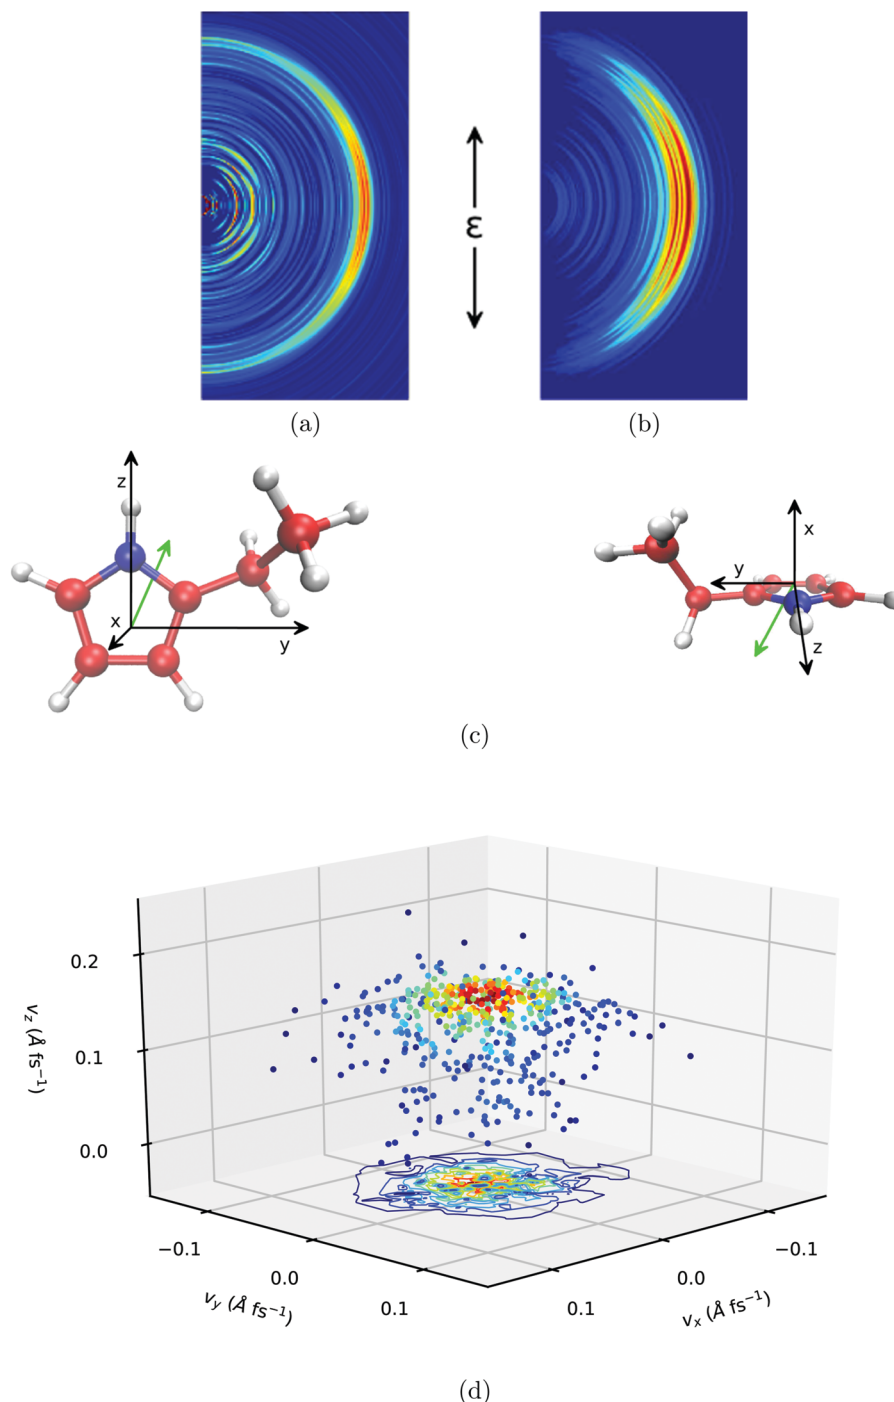 ε
(a)
(b)
z
x
y
x
y
z
(c)
0.2
0.1
0.0
v_z (Å fs⁻¹)
−0.1
0.0
0.1
v_y (Å fs⁻¹)
0.1
0.0
−0.1
v_x (Å fs⁻¹)
(d)